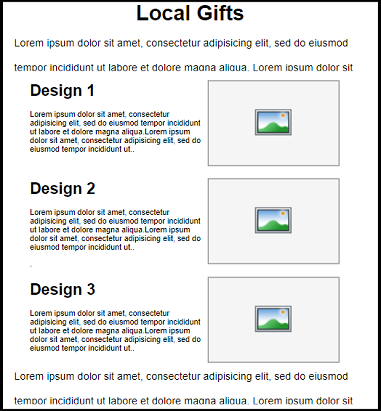 Local Gifts
Lorem ipsum dolor sit amet, consectetur adipisicing elit, sed do eiusmod
tempor incididunt ut labore et dolore magna aliqua. Lorem ipsum dolor sit
Design 1
Lorem ipsum dolor sit amet, consectetur
adipisicing elit, sed do eiusmod tempor incididunt
ut labore et dolore magna aliqua.Lorem ipsum
dolor sit amet, consectetur adipisicing elit, sed do
eiusmod tempor incididunt ut..
Design 2
Lorem ipsum dolor sit amet, consectetur
adipisicing elit, sed do eiusmod tempor incididunt
ut labore et dolore magna aliqua.Lorem ipsum
dolor sit amet, consectetur adipisicing elit, sed do
eiusmod tempor incididunt ut..
.
Design 3
Lorem ipsum dolor sit amet, consectetur
adipisicing elit, sed do eiusmod tempor incididunt
ut labore et dolore magna aliqua.Lorem ipsum
dolor sit amet, consectetur adipisicing elit, sed do
eiusmod tempor incididunt ut..
Lorem ipsum dolor sit amet, consectetur adipisicing elit, sed do eiusmod
tempor incididunt ut labore et dolore magna aliqua. Lorem ipsum dolor sit